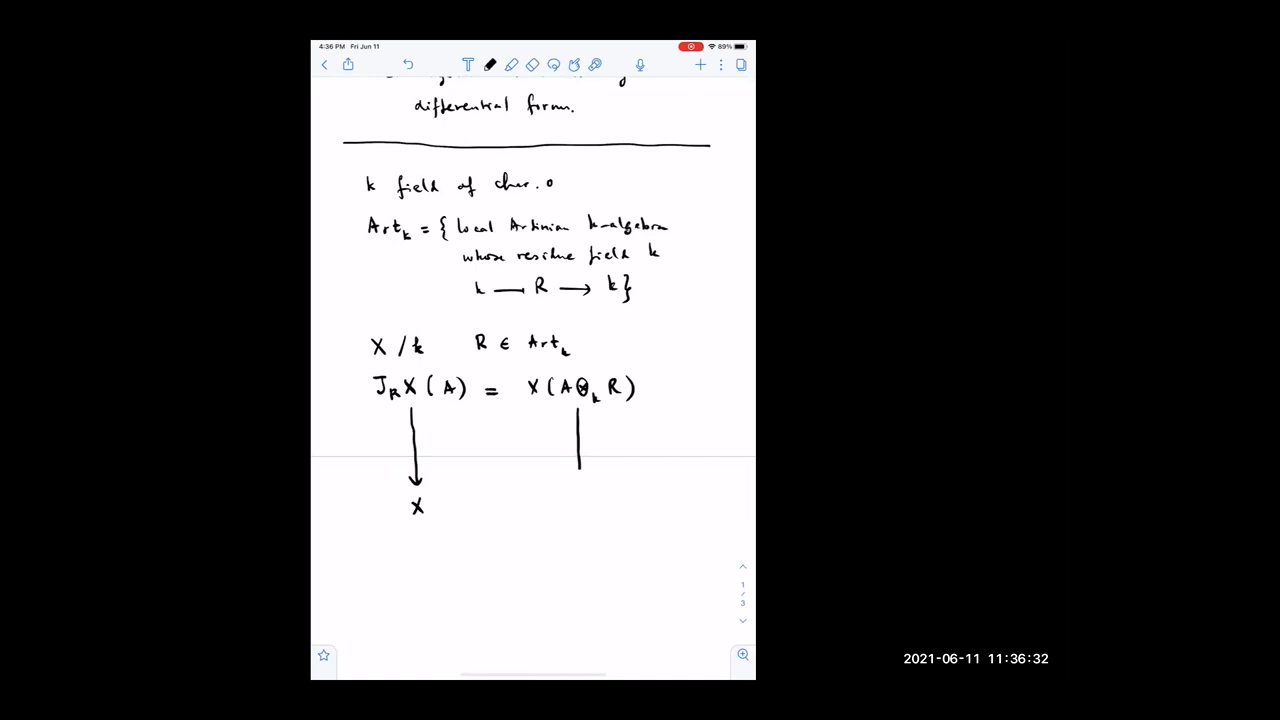 4:36 PM Fri Jun 11
89%
differential form.
k field of char. 0
Art_k = { local Artinian k-algebra
whose residue field k
k — R → k }
X / k R ∈ Art_k
J_R X ( A ) = X ( A ⊗_k R )
X
1
/
3
2021-06-11 11:36:32